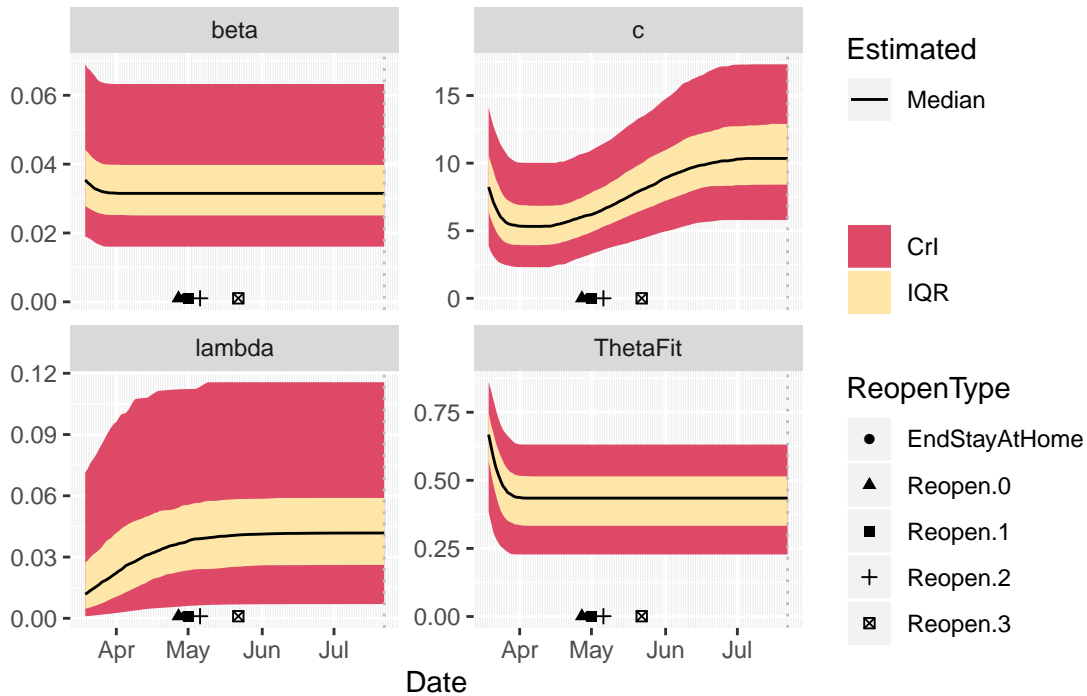 beta
c
0.06
0.04
0.02
0.00
15
10
5
0
lambda
ThetaFit
0.12
0.09
0.06
0.03
0.00
0.75
0.50
0.25
0.00
Apr May Jun Jul
Apr May Jun Jul
Date
Estimated
Median
CrI
IQR
ReopenType
EndStayAtHome
Reopen.0
Reopen.1
Reopen.2
Reopen.3